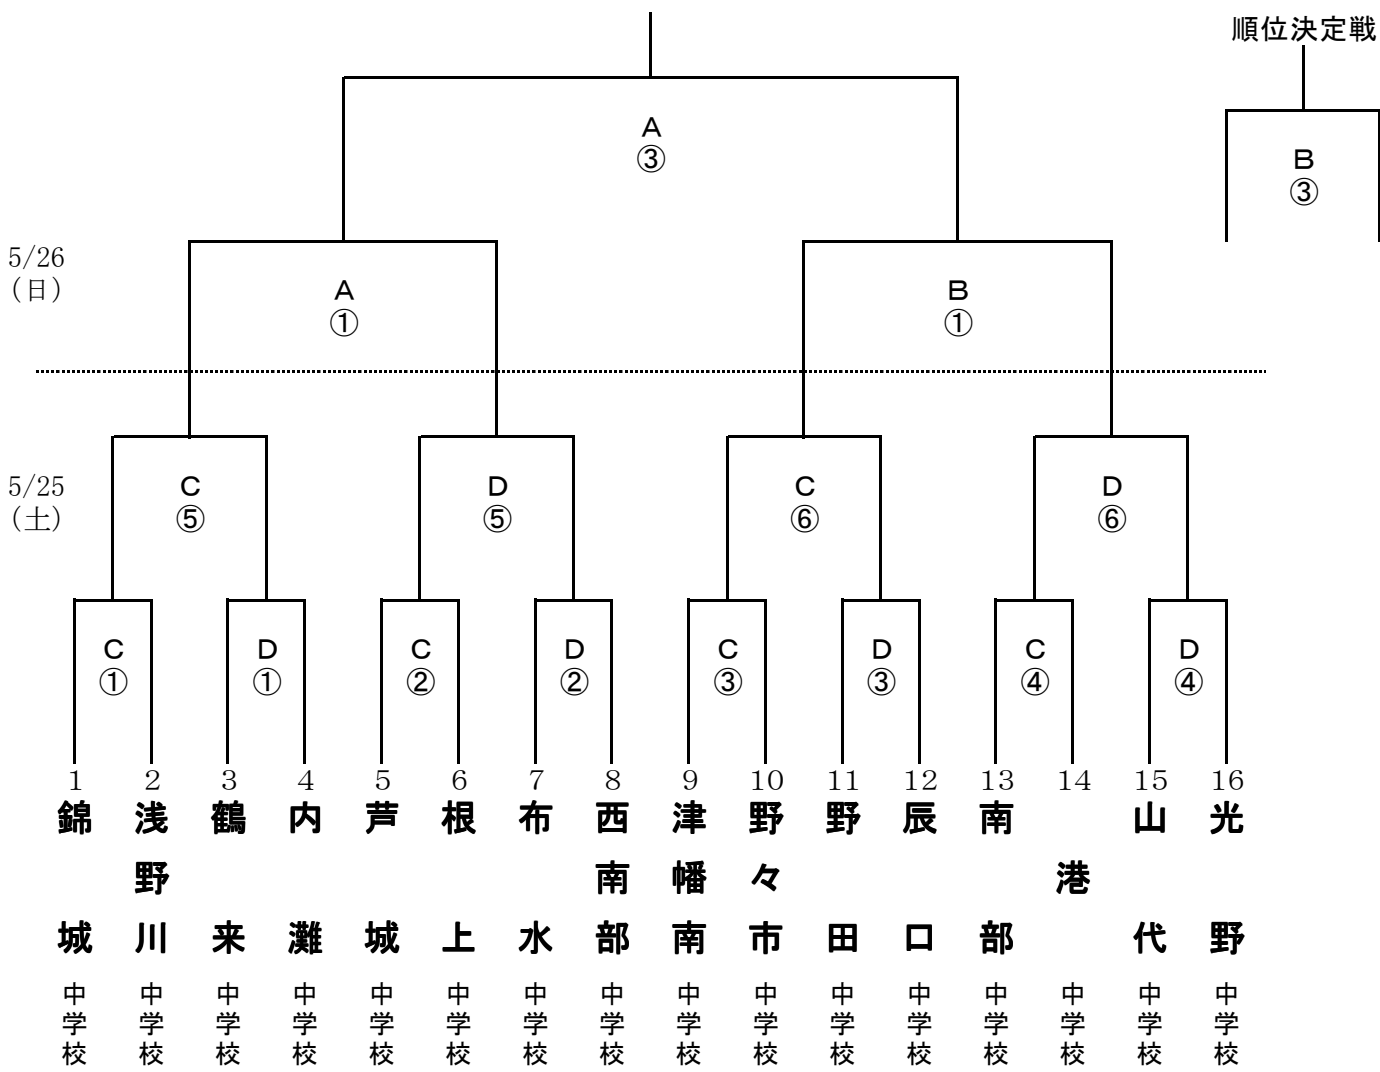 順位決定戦
A
③
B
③
5/26
(日)
A
①
B
①
5/25
(土)
C
⑤
D
⑤
C
⑥
D
⑥
C
①
D
①
C
②
D
②
C
③
D
③
C
④
D
④
1 錦城 中学校
2 浅野川 中学校
3 鶴来 中学校
4 内灘 中学校
5 芦城 中学校
6 根上 中学校
7 布水 中学校
8 西南部 中学校
9 津幡南 中学校
10 野々市 中学校
11 野田 中学校
12 辰口 中学校
13 南部 中学校
14 港 中学校
15 山代 中学校
16 光野 中学校